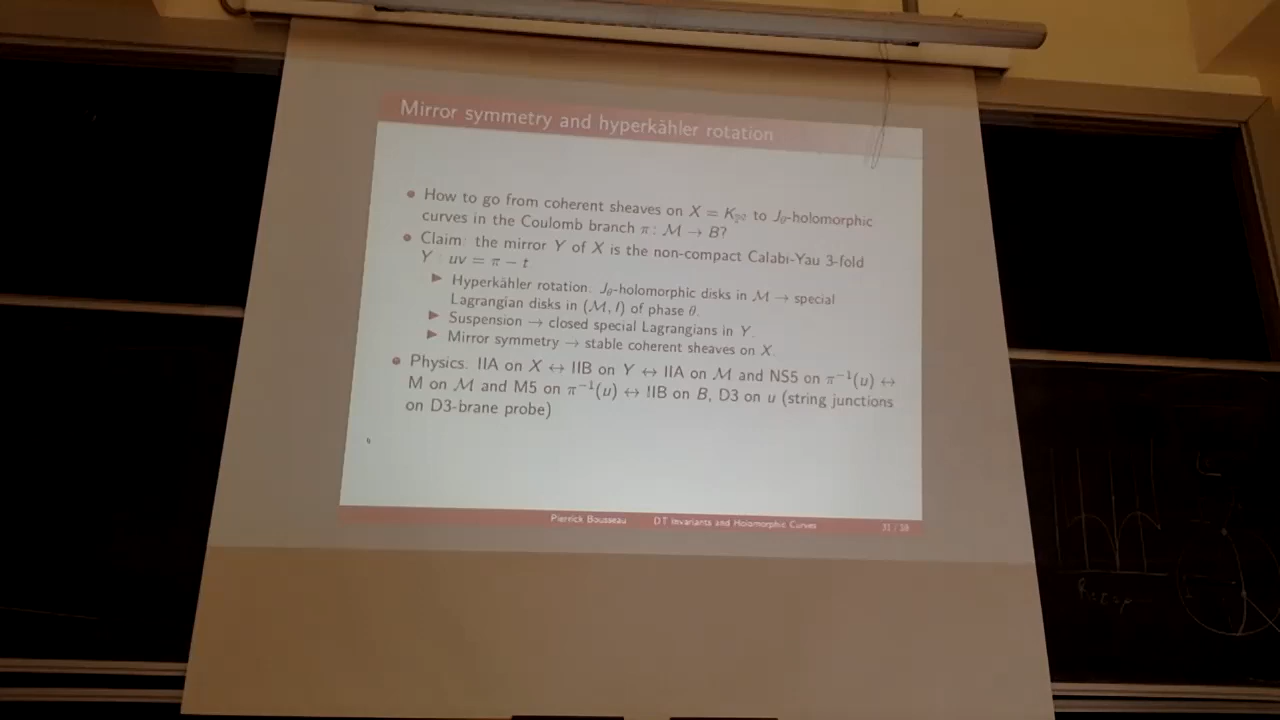 Mirror symmetry and hyperkähler rotation
• How to go from coherent sheaves on X = K_{ℙ²} to J_θ-holomorphic
curves in the Coulomb branch π : ℳ → B?
• Claim: the mirror Y of X is the non-compact Calabi-Yau 3-fold
Y : uv = π − t
▶ Hyperkähler rotation: J_θ-holomorphic disks in ℳ → special
Lagrangian disks in (ℳ, I) of phase θ.
▶ Suspension → closed special Lagrangians in Y.
▶ Mirror symmetry → stable coherent sheaves on X.
• Physics: IIA on X ↔ IIB on Y ↔ IIA on ℳ and NS5 on π⁻¹(u) ↔
M on ℳ and M5 on π⁻¹(u) ↔ IIB on B, D3 on u (string junctions
on D3-brane probe)
Pierrick Bousseau DT Invariants and Holomorphic Curves